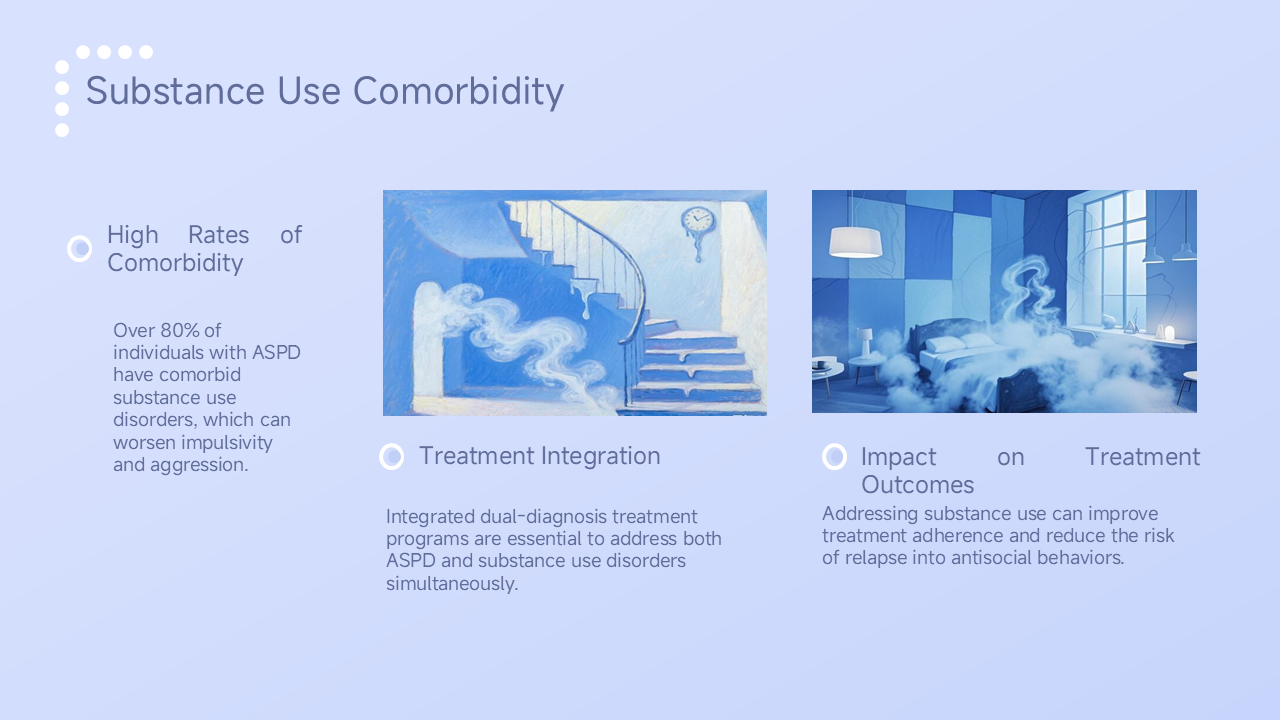 Substance Use Comorbidity
High Rates of
Comorbidity
Over 80% of
individuals with ASPD
have comorbid
substance use
disorders, which can
worsen impulsivity
and aggression.
Treatment Integration
Integrated dual-diagnosis treatment
programs are essential to address both
ASPD and substance use disorders
simultaneously.
Impact on Treatment
Outcomes
Addressing substance use can improve
treatment adherence and reduce the risk
of relapse into antisocial behaviors.